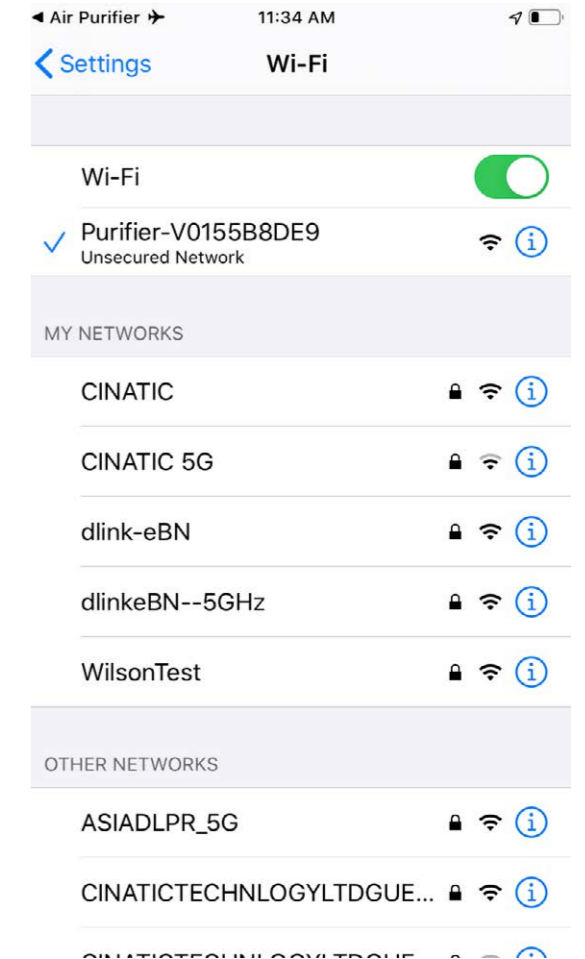 Air Purifier
11:34 AM
Settings
Wi-Fi
Wi-Fi
Purifier-V0155B8DE9
Unsecured Network
MY NETWORKS
CINATIC
CINATIC 5G
dlink-eBN
dlinkeBN--5GHz
WilsonTest
OTHER NETWORKS
ASIADLPR_5G
CINATICTECHNLOGYLTDGUE...